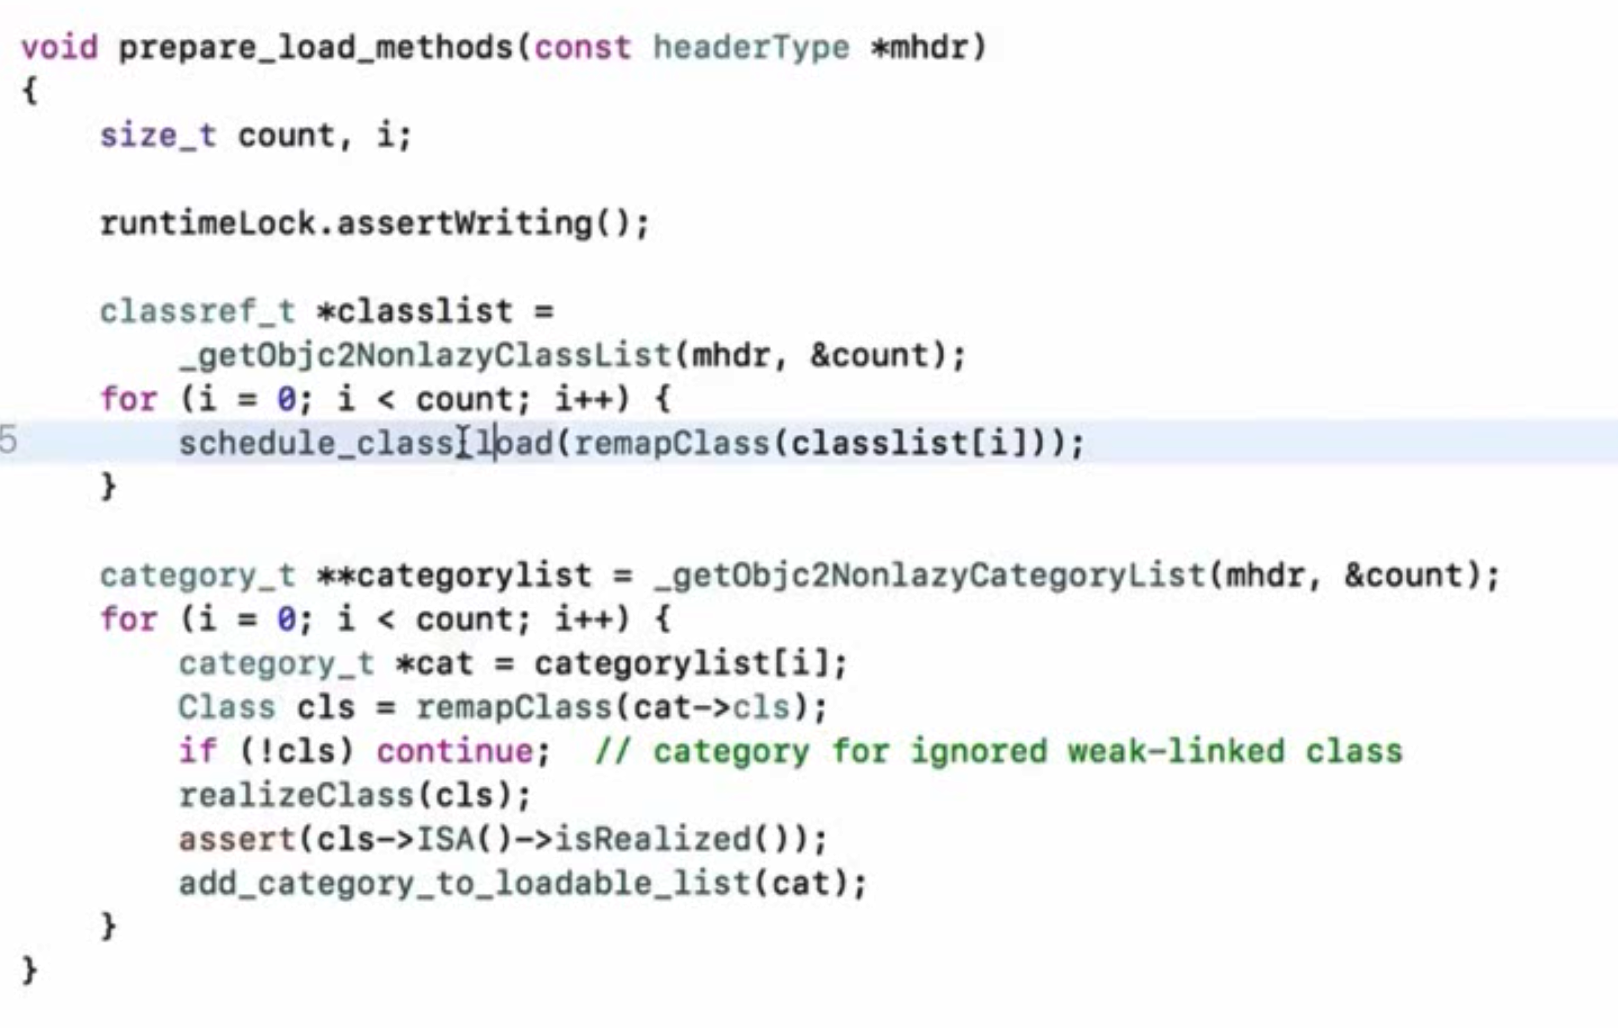 void prepare_load_methods(const headerType *mhdr)
{
    size_t count, i;

    runtimeLock.assertWriting();

    classref_t *classlist =
        _getObjc2NonlazyClassList(mhdr, &count);
    for (i = 0; i < count; i++) {
5        schedule_class_load(remapClass(classlist[i]));
    }

    category_t **categorylist = _getObjc2NonlazyCategoryList(mhdr, &count);
    for (i = 0; i < count; i++) {
        category_t *cat = categorylist[i];
        Class cls = remapClass(cat->cls);
        if (!cls) continue;  // category for ignored weak-linked class
        realizeClass(cls);
        assert(cls->ISA()->isRealized());
        add_category_to_loadable_list(cat);
    }
}